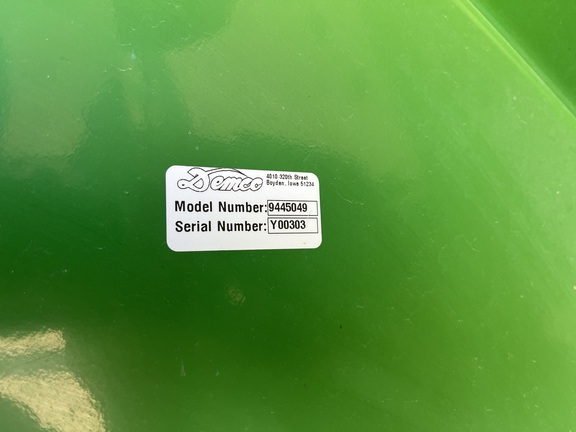 Demco
4010 320th Street
Boyden, Iowa 51234
Model Number: 9445049
Serial Number: Y00303